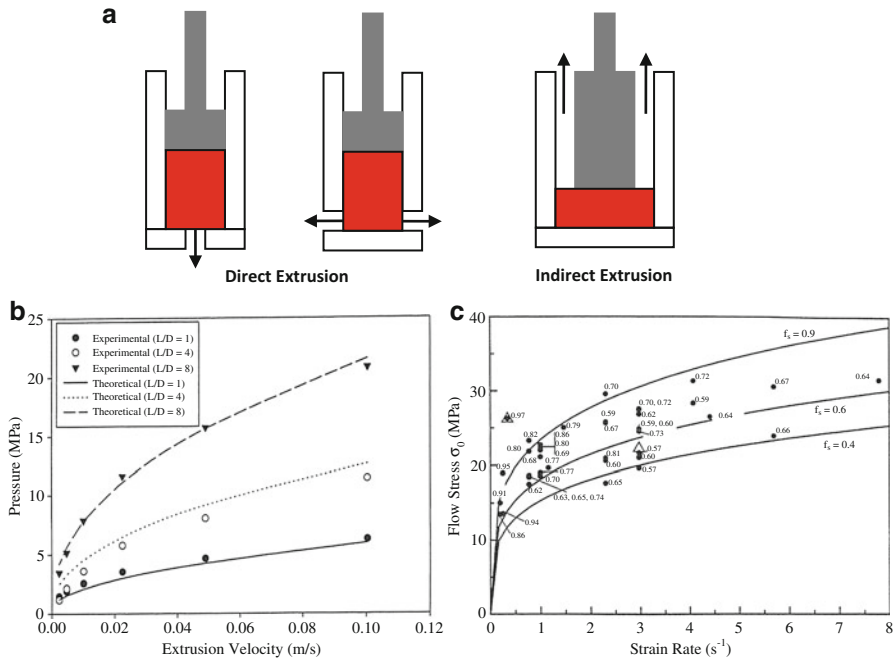 a
Direct Extrusion
Indirect Extrusion
b
25
20
15
10
5
0
Pressure (MPa)
Experimental (L/D = 1)
Experimental (L/D = 4)
Experimental (L/D = 8)
Theoretical (L/D = 1)
Theoretical (L/D = 4)
Theoretical (L/D = 8)
0.00 0.02 0.04 0.06 0.08 0.10 0.12
Extrusion Velocity (m/s)
c
50
40
30
20
10
0
Flow Stress σ0 (MPa)
fs = 0.9
fs = 0.6
fs = 0.4
0.97
0.95
0.91
0.94
0.86
0.80
0.82
0.68
0.62
0.86
0.80
0.69
0.77
0.77
0.70
0.79
0.63, 0.65, 0.74
0.70
0.59
0.67
0.81
0.60
0.65
0.70, 0.72
0.62
0.59, 0.60
0.73
0.57
0.60
0.57
0.72
0.59
0.64
0.67
0.66
0.64
0 1 2 3 4 5 6 7 8
Strain Rate (s⁻¹)